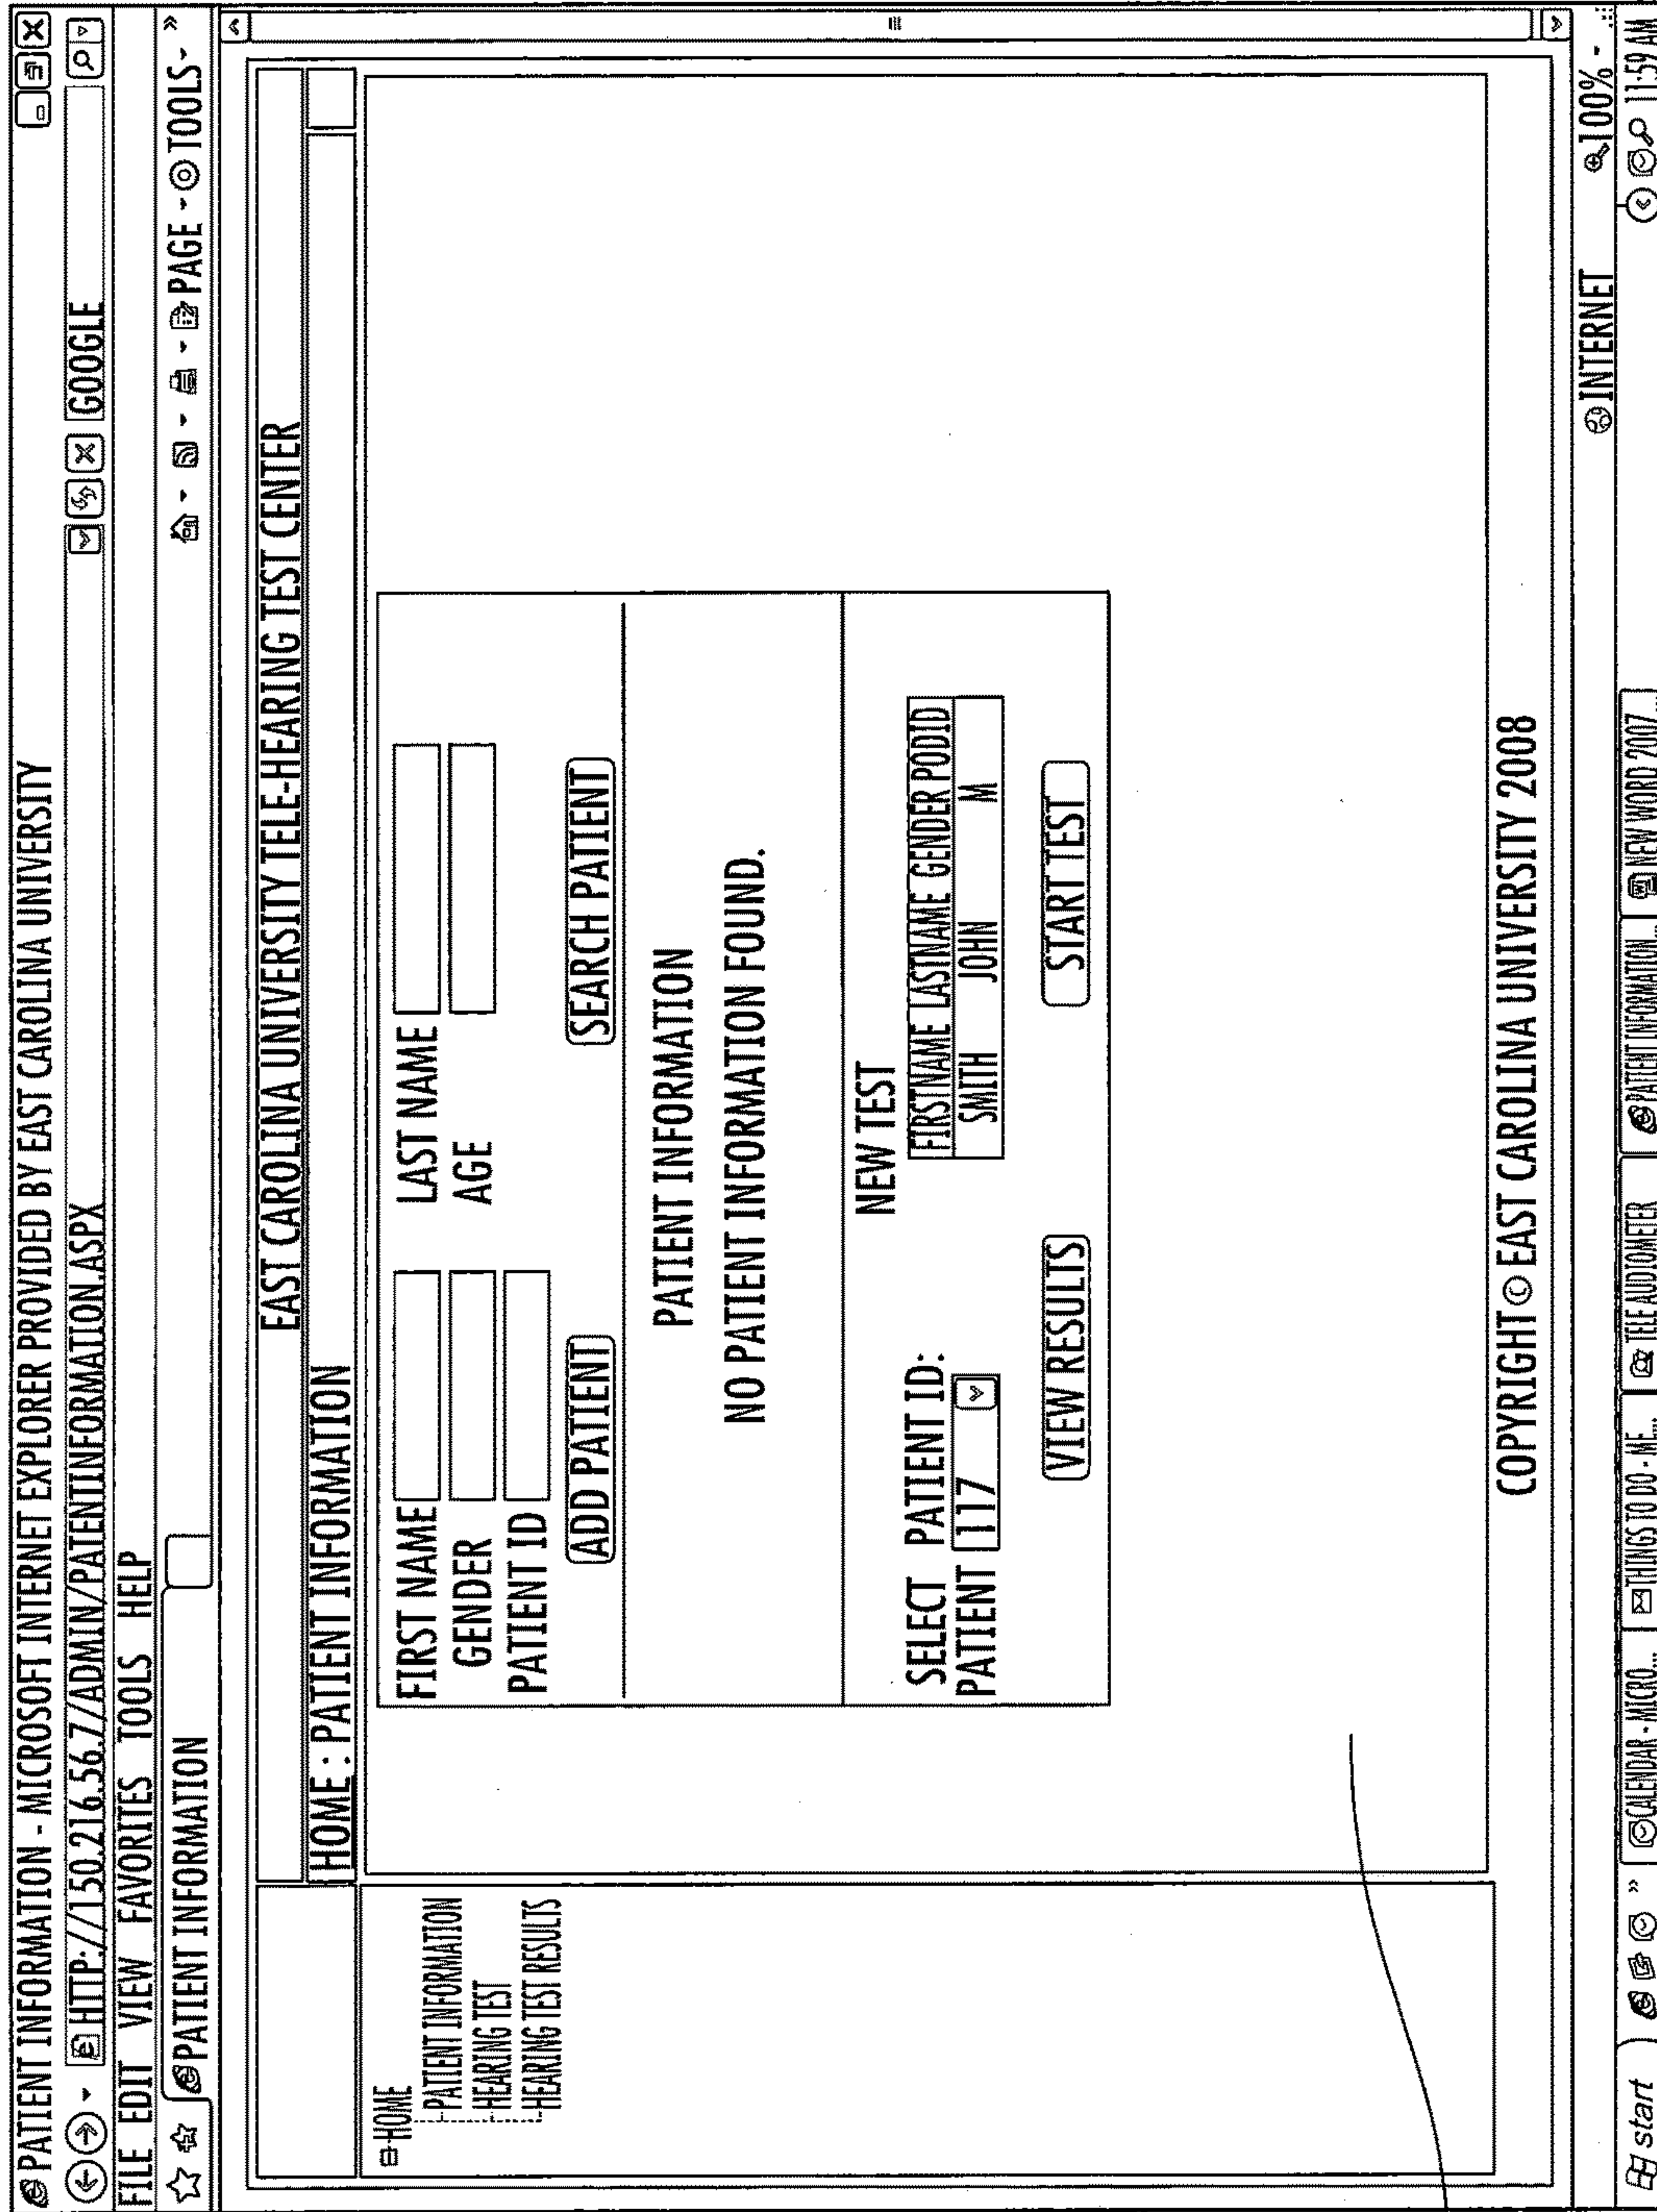 PATIENT INFORMATION - MICROSOFT INTERNET EXPLORER PROVIDED BY EAST CAROLINA UNIVERSITY
HTTP://150.216.56.7/ADMIN/PATENTINFORMATION.ASPX GOOGLE
FILE EDIT VIEW FAVORITES TOOLS HELP
PATIENT INFORMATION PAGE TOOLS
EAST CAROLINA UNIVERSITY TELE-HEARING TEST CENTER
HOME : PATIENT INFORMATION
HOME
PATIENT INFORMATION
HEARING TEST
HEARING TEST RESULTS
FIRST NAME LAST NAME
GENDER AGE
PATIENT ID
ADD PATIENT SEARCH PATIENT
PATIENT INFORMATION
NO PATIENT INFORMATION FOUND.
NEW TEST
SELECT PATIENT ID: FIRSTNAME LASTNAME GENDER PODID
PATIENT 117 SMITH JOHN M
VIEW RESULTS START TEST
COPYRIGHT © EAST CAROLINA UNIVERSITY 2008
INTERNET 100%
start CALENDAR - MICRO... THINGS TO DO - ME... TELE AUDIOMETER PATIENT INFORMATION... NEW WORD 2007... 11:59 AM